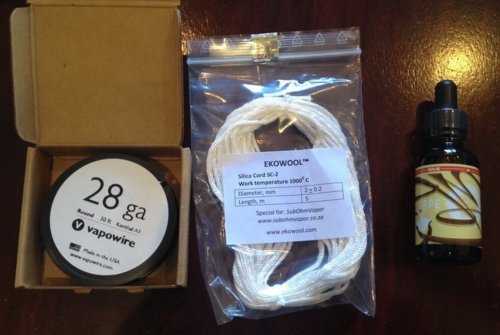 28 ga
Round 30 ft Kanthal A1
vapowire
Made in the USA
www.vapowire.com
EKOWOOL™
Silica Cord SC-2
Work temperature 1000° C
Diameter, mm 2 ± 0.2
Length, m 5
Special for: SubOhmVapor
www.subohmvapor.co.za
www.ekowool.com